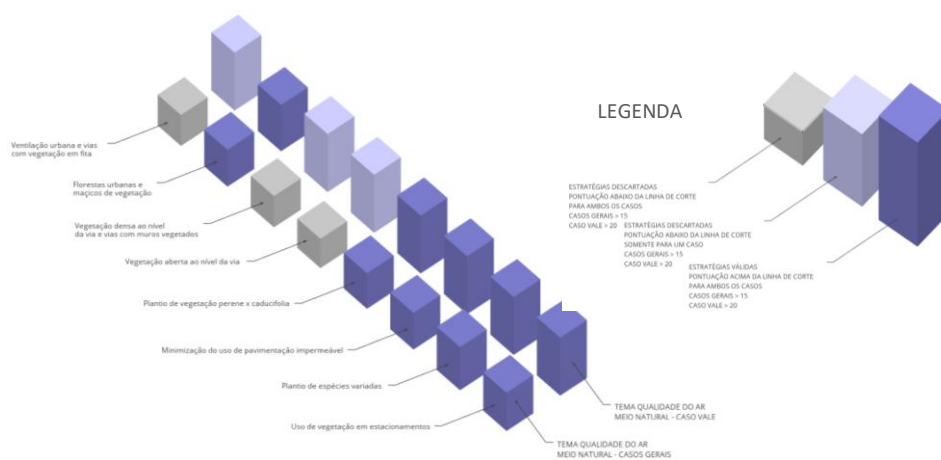 LEGENDA
Ventilação urbana e vias
com vegetação em fita
Florestas urbanas e
maciços de vegetação
Vegetação densa ao nível
da via e vias com muros vegetados
Vegetação aberta ao nível da via
Plantio de vegetação perene x caducifolia
Minimização do uso de pavimentação impermeável
Plantio de espécies variadas
Uso de vegetação em estacionamentos
TEMA QUALIDADE DO AR
MEIO NATURAL - CASO VALE
TEMA QUALIDADE DO AR
MEIO NATURAL - CASOS GERAIS
ESTRATÉGIAS DESCARTADAS
PONTUAÇÃO ABAIXO DA LINHA DE CORTE
PARA AMBOS OS CASOS
CASOS GERAIS > 15
CASO VALE > 20
ESTRATÉGIAS DESCARTADAS
PONTUAÇÃO ABAIXO DA LINHA DE CORTE
SOMENTE PARA UM CASO
CASOS GERAIS > 15
CASO VALE > 20
ESTRATÉGIAS VÁLIDAS
PONTUAÇÃO ACIMA DA LINHA DE CORTE
PARA AMBOS OS CASOS
CASOS GERAIS > 15
CASO VALE > 20